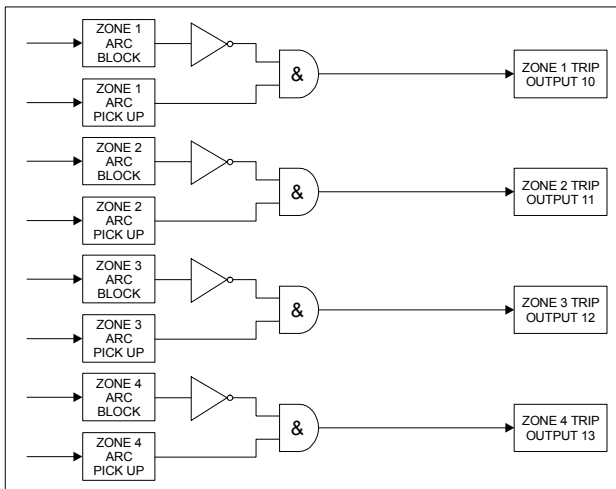 ZONE 1
ARC
BLOCK
&
ZONE 1 TRIP
OUTPUT 10
ZONE 1
ARC
PICK UP
ZONE 2
ARC
BLOCK
&
ZONE 2 TRIP
OUTPUT 11
ZONE 2
ARC
PICK UP
ZONE 3
ARC
BLOCK
&
ZONE 3 TRIP
OUTPUT 12
ZONE 3
ARC
PICK UP
ZONE 4
ARC
BLOCK
&
ZONE 4 TRIP
OUTPUT 13
ZONE 4
ARC
PICK UP